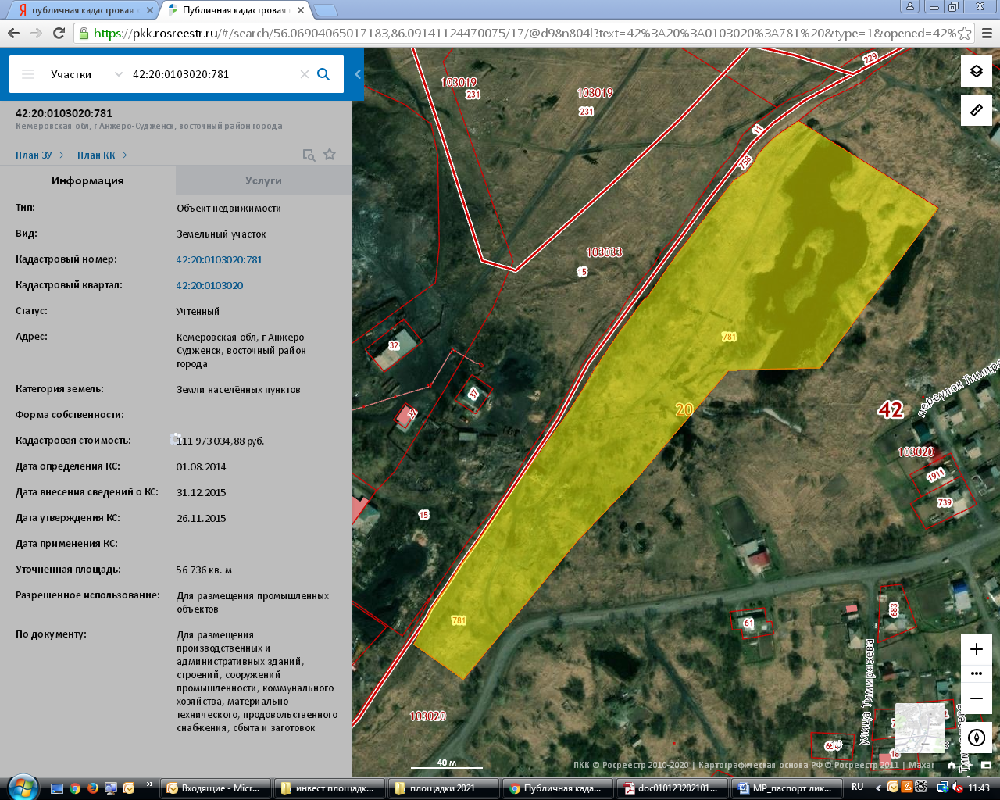 публичная кадастровая
Публичная кадастровая
https://pkk.rosreestr.ru/#/search/56.06904065017183,86.09141124470075/17/@d98n804l?text=42%3A20%3A0103020%3A781%20&type=1&opened=42%
Участки
42:20:0103020:781
42:20:0103020:781
Кемеровская обл, г Анжеро-Судженск, восточный район города
План ЗУ →
План КК →
Информация
Услуги
Тип:
Объект недвижимости
Вид:
Земельный участок
Кадастровый номер:
42:20:0103020:781
Кадастровый квартал:
42:20:0103020
Статус:
Учтенный
Адрес:
Кемеровская обл, г Анжеро-
Судженск, восточный район
города
Категория земель:
Земли населённых пунктов
Форма собственности:
-
Кадастровая стоимость:
111 973 034,88 руб.
Дата определения КС:
01.08.2014
Дата внесения сведений о КС:
31.12.2015
Дата утверждения КС:
26.11.2015
Дата применения КС:
-
Уточненная площадь:
56 736 кв. м
Разрешенное использование:
Для размещения промышленных
объектов
По документу:
Для размещения
производственных и
административных зданий,
строений, сооружений
промышленности, коммунального
хозяйства, материально-
технического, продовольственного
снабжения, сбыта и заготовок
229
103019
231
103019
231
11
758
103033
15
781
32
37
22
20
42
переулок Тимиря
103020
1911
739
15
781
61
683
улица Тимирязева
103020
10
18
40 м
ПКК © Росреестр 2010-2020 | Картографическая основа РФ © Росреестр 2011 | Maxar
Входящие - Micr...
инвест площадк...
площадки 2021
Публичная када...
doc010123202101...
МР_паспорт лик...
RU
11:43